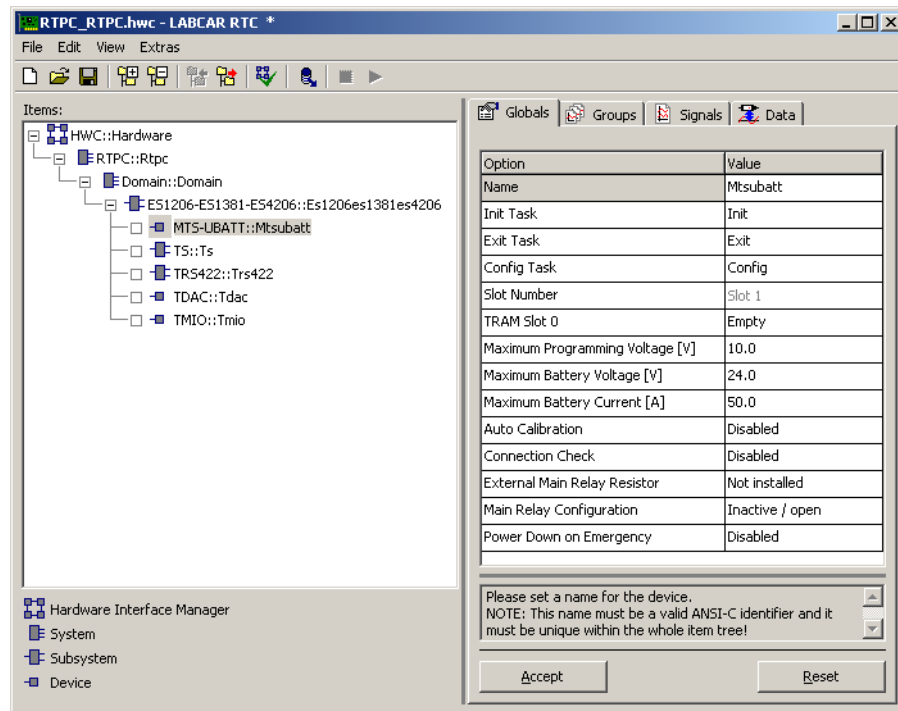 RTPC_RTPC.hwc - LABCAR RTC *
File Edit View Extras
Items:
HWC::Hardware
RTPC::Rtpc
Domain::Domain
ES1206-ES1381-ES4206::Es1206es1381es4206
MTS-UBATT::Mtsubatt
TS::Ts
TRS422::Trs422
TDAC::Tdac
TMIO::Tmio
Hardware Interface Manager
System
Subsystem
Device
Globals Groups Signals Data
Option Value
Name Mtsubatt
Init Task Init
Exit Task Exit
Config Task Config
Slot Number Slot 1
TRAM Slot 0 Empty
Maximum Programming Voltage [V] 10.0
Maximum Battery Voltage [V] 24.0
Maximum Battery Current [A] 50.0
Auto Calibration Disabled
Connection Check Disabled
External Main Relay Resistor Not installed
Main Relay Configuration Inactive / open
Power Down on Emergency Disabled
Please set a name for the device.
NOTE: This name must be a valid ANSI-C identifier and it
must be unique within the whole item tree!
Accept Reset